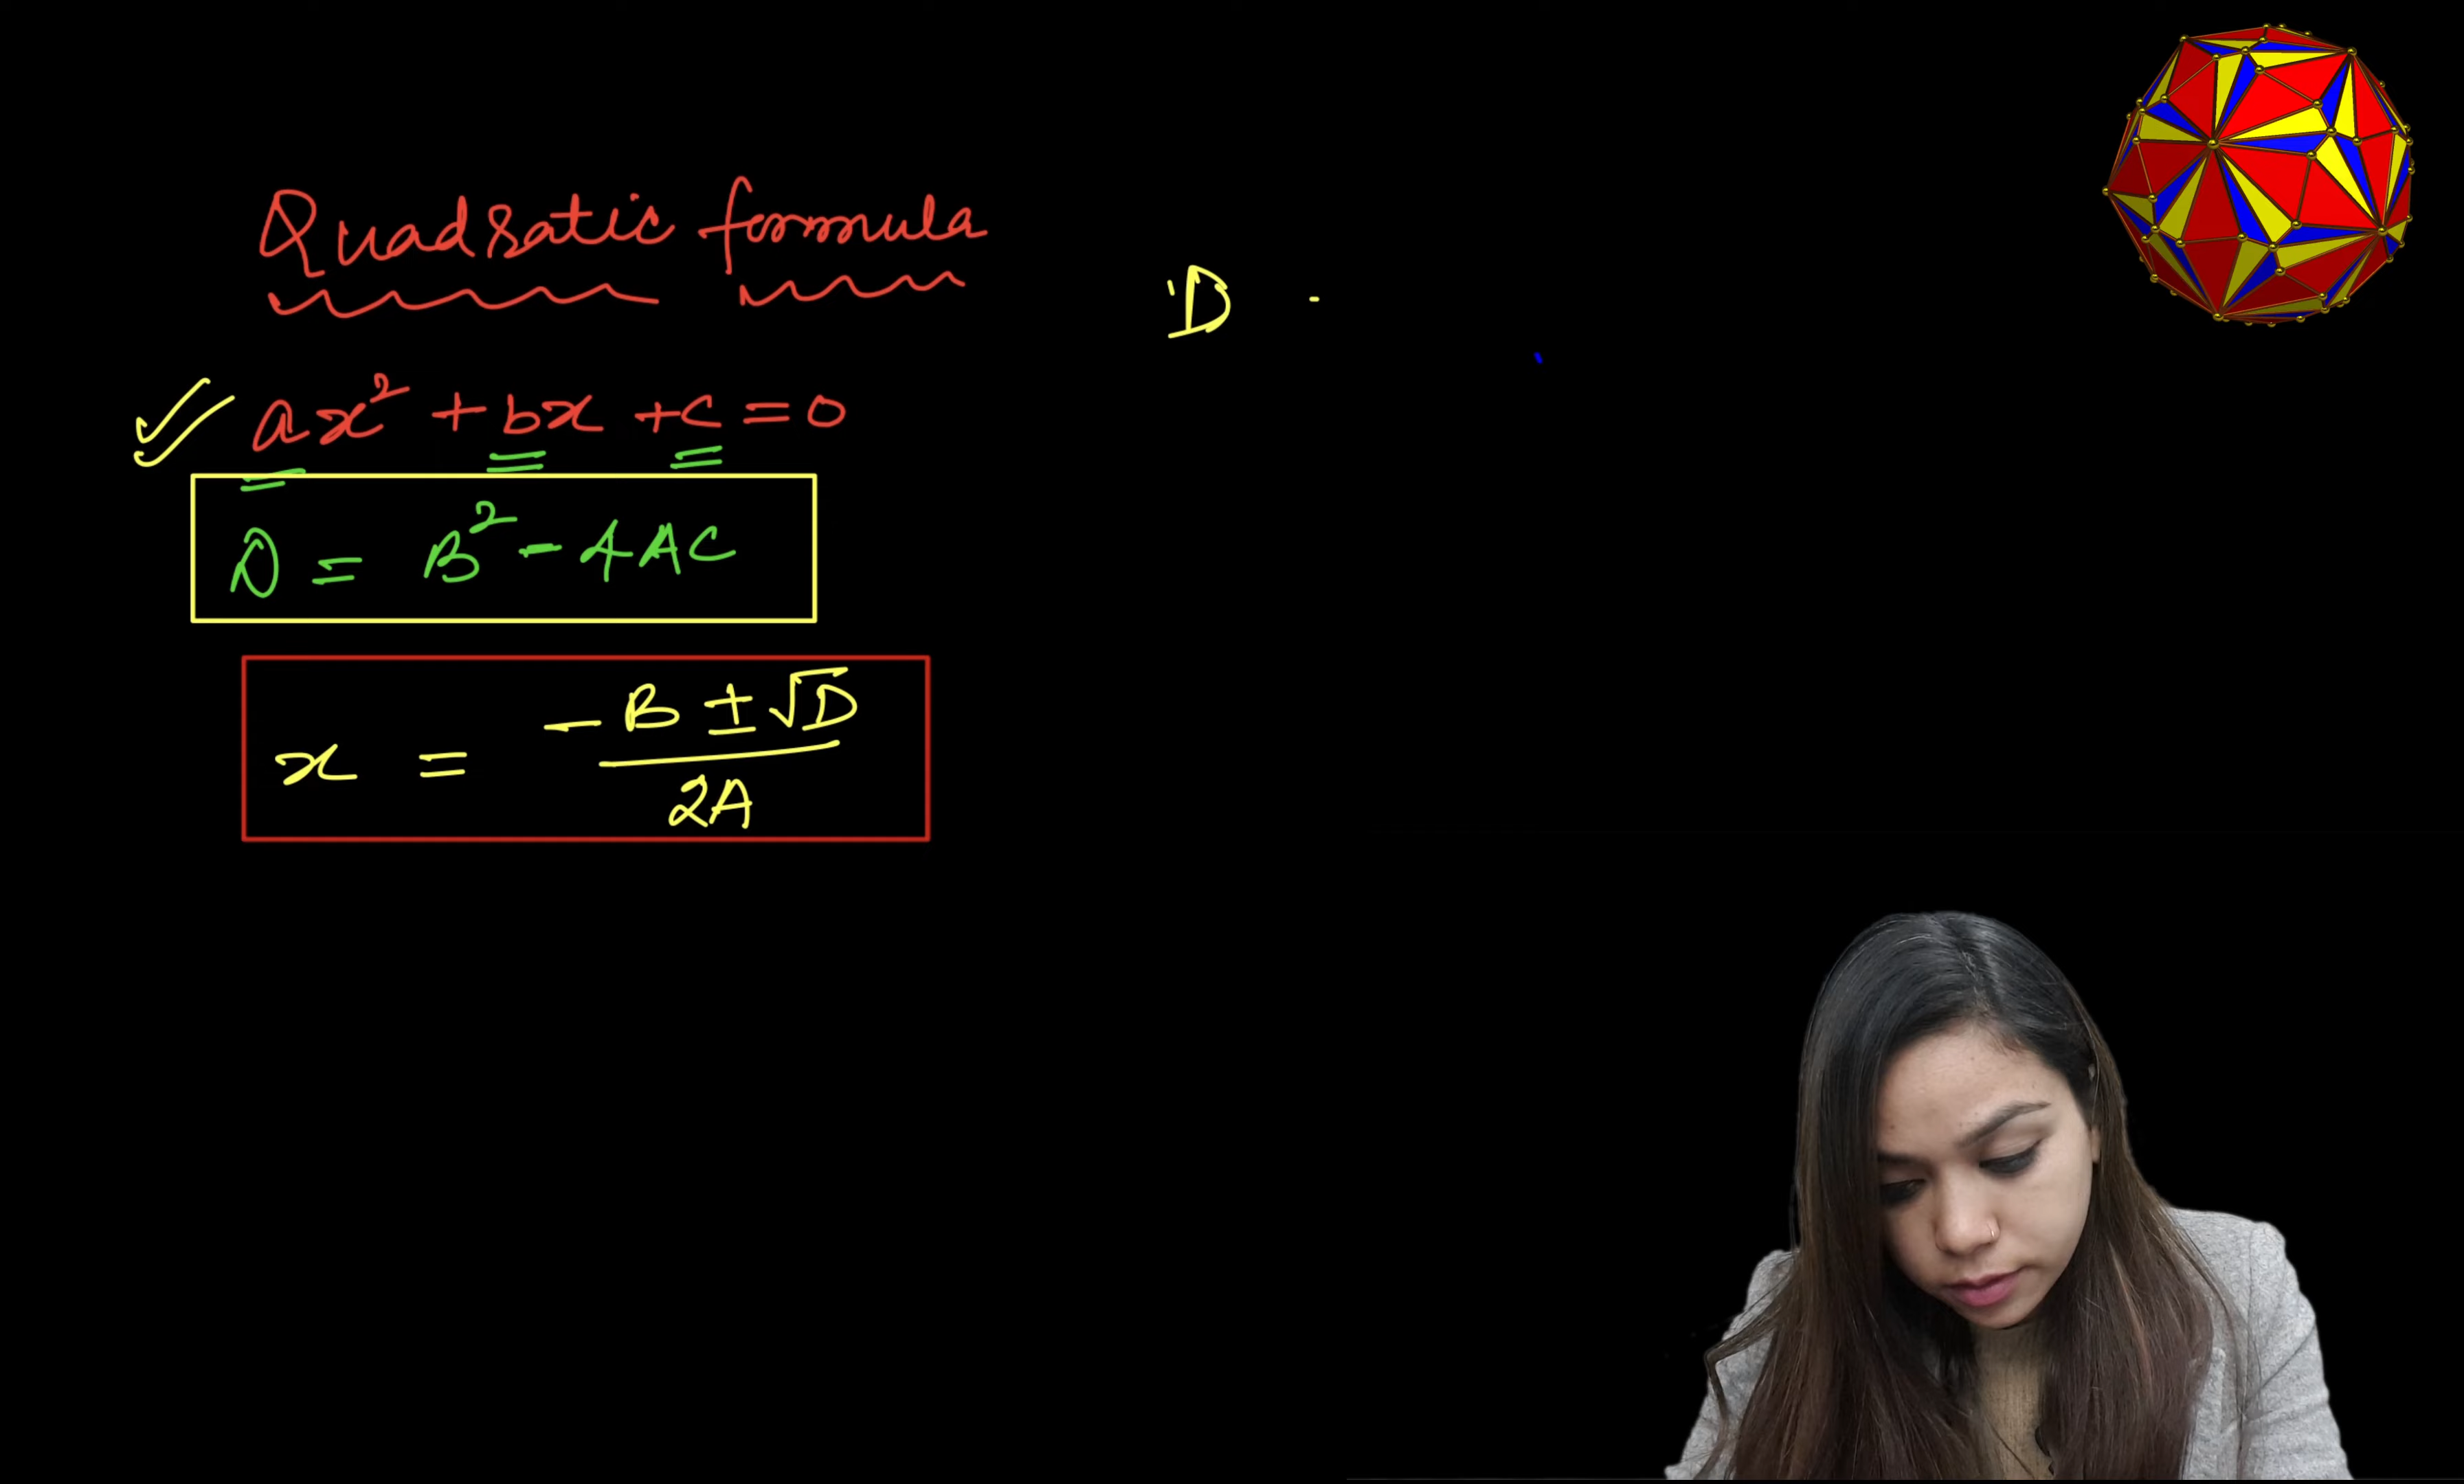 Quadratic formula
ax² + bx + c = 0
D = B² - 4AC
x = -B ± √D / 2A
D -